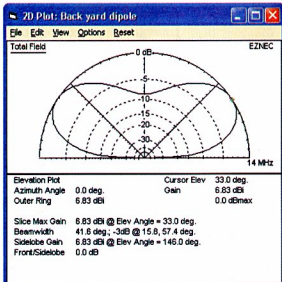 2D Plot: Back yard dipole
File Edit View Options Reset
Total Field
EZNEC
0 dB
-5
-10
-15
-20
-30
14 MHz
Elevation Plot
Cursor Elev 33.0 deg.
Azimuth Angle 0.0 deg.
Gain 6.83 dBi
Outer Ring 6.83 dBi
0.0 dBmax
Slice Max Gain 6.83 dBi @ Elev Angle = 33.0 deg.
Beamwidth 41.6 deg.; -3dB @ 15.8, 57.4 deg.
Sidelobe Gain 6.83 dBi @ Elev Angle = 146.0 deg.
Front/Sidelobe 0.0 dB